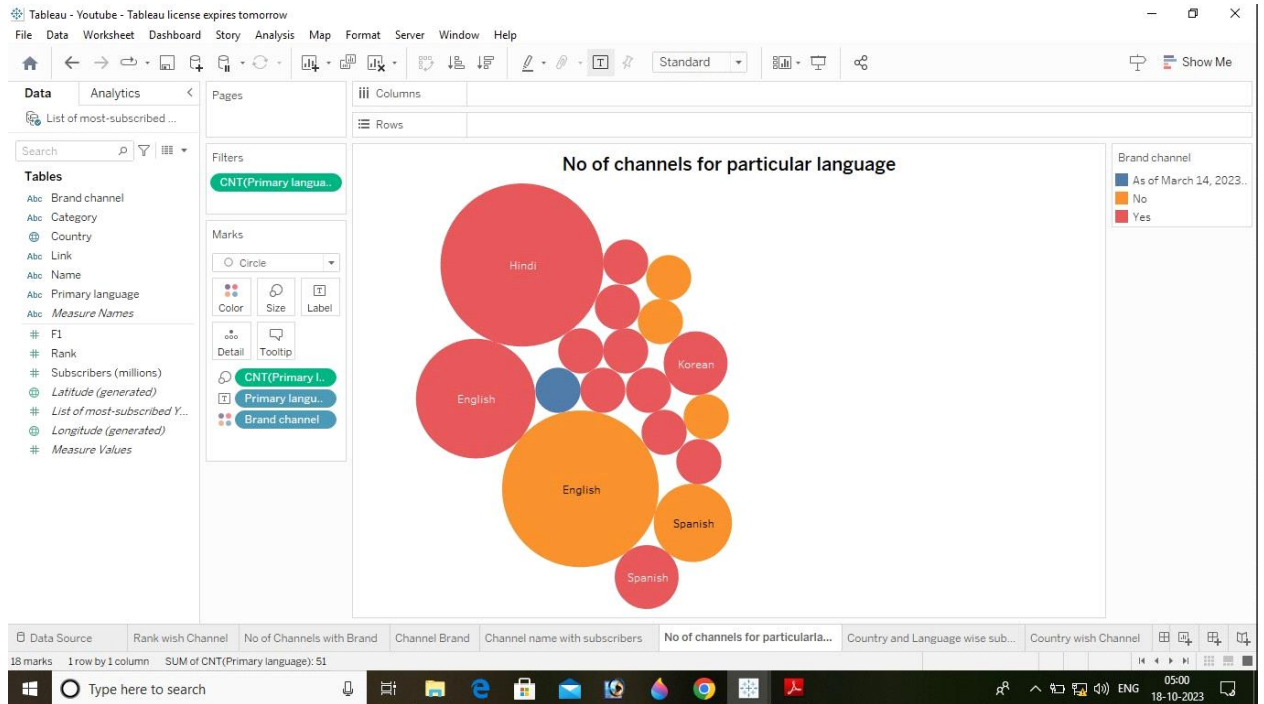 Tableau - Youtube - Tableau license expires tomorrow
File Data Worksheet Dashboard Story Analysis Map Format Server Window Help
Standard
Show Me
Data Analytics
List of most-subscribed ...
Search
Tables
Abc Brand channel
Abc Category
Country
Abc Link
Abc Name
Abc Primary language
Abc Measure Names
# F1
# Rank
# Subscribers (millions)
Latitude (generated)
# List of most-subscribed Y...
Longitude (generated)
# Measure Values
Pages
Filters
CNT(Primary langua..
Marks
Circle
Color Size Label
Detail Tooltip
CNT(Primary l..
Primary langu..
Brand channel
Columns
Rows
No of channels for particular language
Hindi
Korean
English
English
Spanish
Spanish
Brand channel
As of March 14, 2023..
No
Yes
Data Source Rank wish Channel No of Channels with Brand Channel Brand Channel name with subscribers No of channels for particularla... Country and Language wise sub... Country wish Channel
18 marks 1 row by 1 column SUM of CNT(Primary language): 51
Type here to search
ENG
05:00
18-10-2023